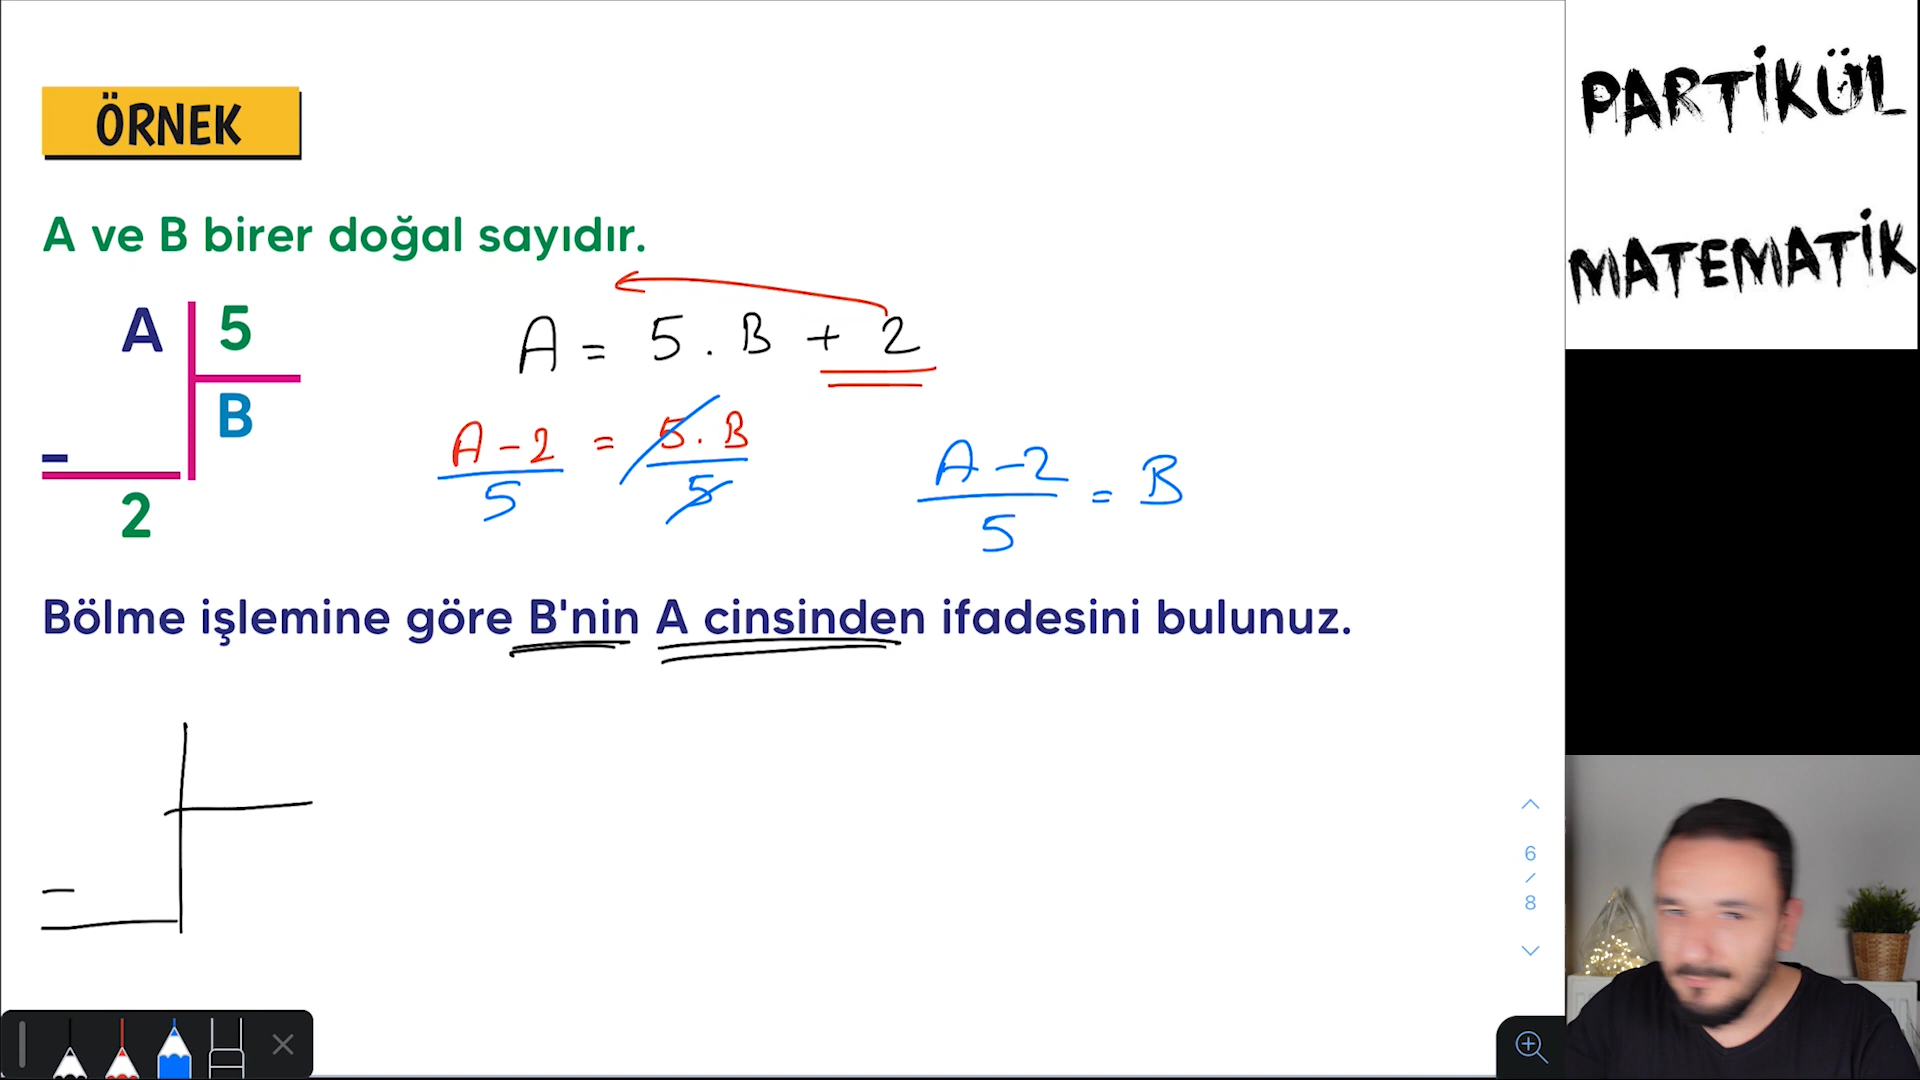 ÖRNEK
A ve B birer doğal sayıdır.
A 5
B
-
2
A = 5 . B + 2
A - 2 = 5 . B
5 5
A - 2 = B
5
Bölme işlemine göre B'nin A cinsinden ifadesini bulunuz.
PARTİKÜL
MATEMATİK
6
/
8